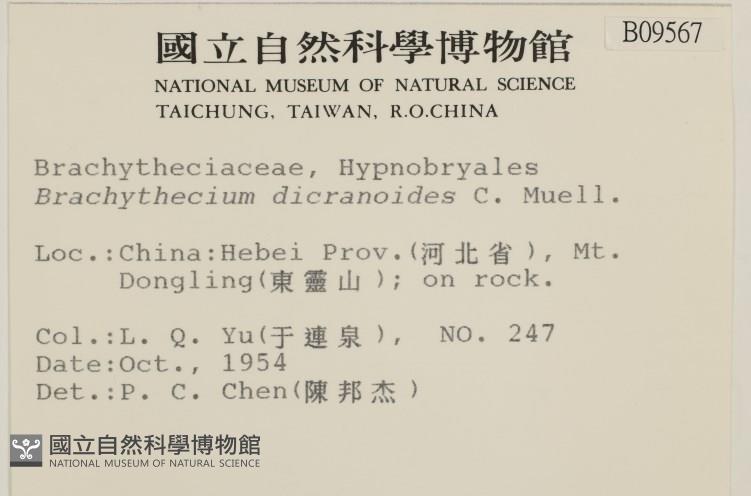 國立自然科學博物館
B09567
NATIONAL MUSEUM OF NATURAL SCIENCE
TAICHUNG, TAIWAN, R.O.CHINA
Brachytheciaceae, Hypnobryales
Brachythecium dicranoides C. Muell.
Loc.:China:Hebei Prov.(河北省), Mt.
Dongling(東靈山); on rock.
Col.:L. Q. Yu(于連泉), NO. 247
Date:Oct., 1954
Det.:P. C. Chen(陳邦杰)
國立自然科學博物館
NATIONAL MUSEUM OF NATURAL SCIENCE